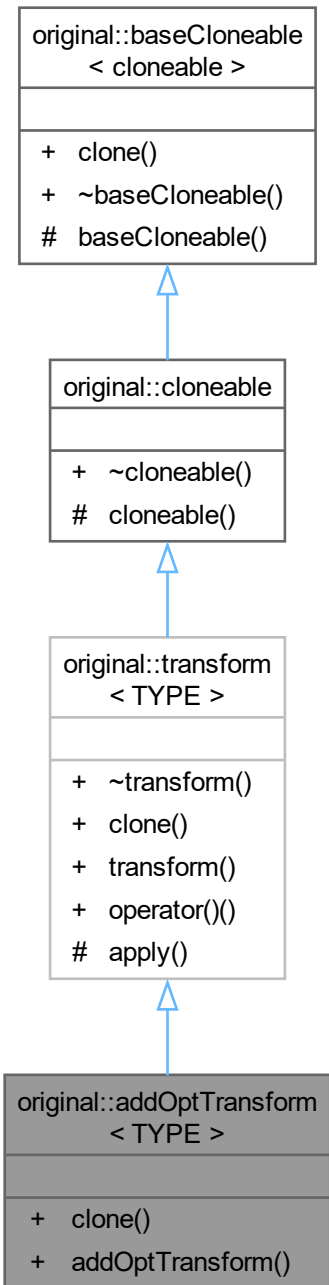 original::baseCloneable
< cloneable >
+ clone()
+ ~baseCloneable()
# baseCloneable()
original::cloneable
+ ~cloneable()
# cloneable()
original::transform
< TYPE >
+ ~transform()
+ clone()
+ transform()
+ operator()()
# apply()
original::addOptTransform
< TYPE >
+ clone()
+ addOptTransform()